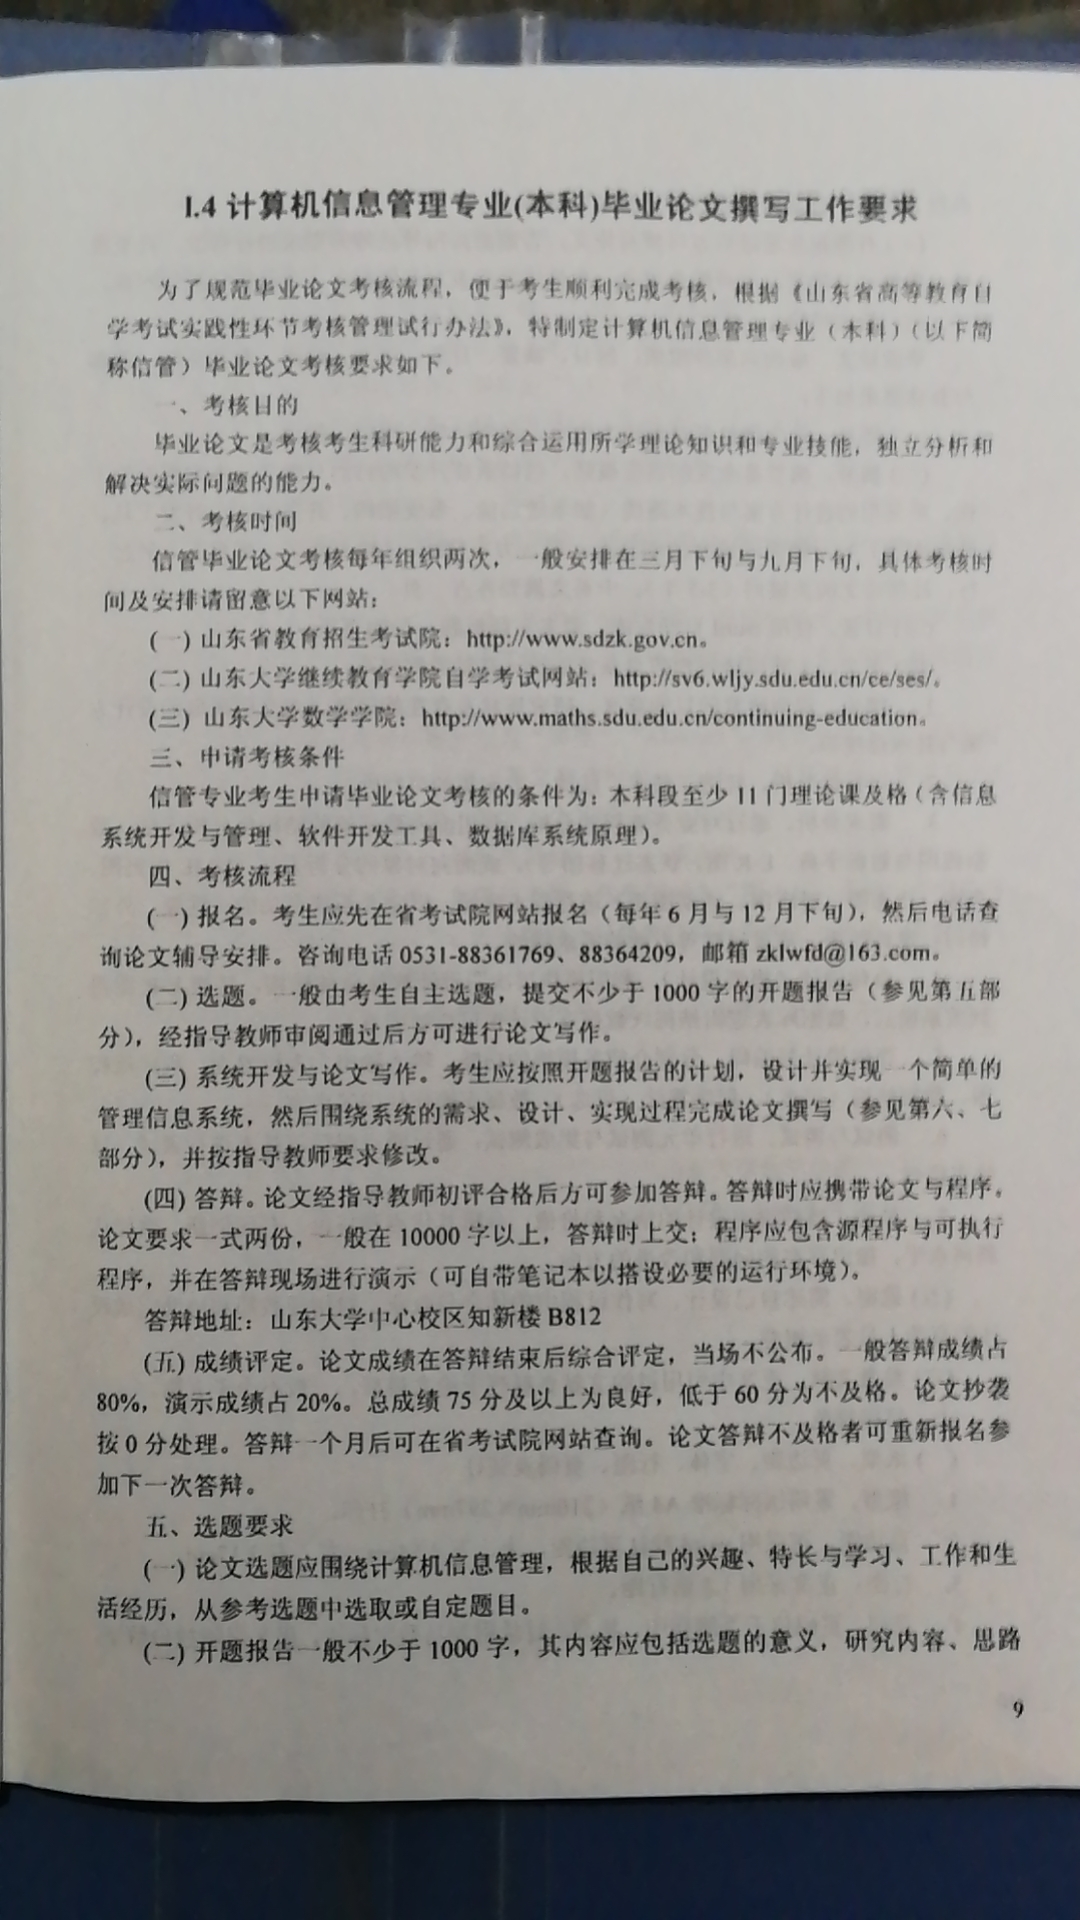 1.4 计算机信息管理专业(本科)毕业论文撰写工作要求
为了规范毕业论文考核流程，便于考生顺利完成考核，根据《山东省高等教育自
学考试实践性环节考核管理试行办法》，特制定计算机信息管理专业（本科）（以下简
称信管）毕业论文考核要求如下。
一、考核目的
毕业论文是考核考生科研能力和综合运用所学理论知识和专业技能，独立分析和
解决实际问题的能力。
二、考核时间
信管毕业论文考核每年组织两次，一般安排在三月下旬与九月下旬，具体考核时
间及安排请留意以下网站：
(一) 山东省教育招生考试院：http://www.sdzk.gov.cn。
(二) 山东大学继续教育学院自学考试网站：http://sv6.wljy.sdu.edu.cn/ce/ses/。
(三) 山东大学数学学院：http://www.maths.sdu.edu.cn/continuing-education。
三、申请考核条件
信管专业考生申请毕业论文考核的条件为：本科段至少 11 门理论课及格（含信息
系统开发与管理、软件开发工具、数据库系统原理）。
四、考核流程
(一) 报名。考生应先在省考试院网站报名（每年 6 月与 12 月下旬），然后电话查
询论文辅导安排。咨询电话 0531-88361769、88364209，邮箱 zklwfd@163.com。
(二) 选题。一般由考生自主选题，提交不少于 1000 字的开题报告（参见第五部
分），经指导教师审阅通过后方可进行论文写作。
(三) 系统开发与论文写作。考生应按照开题报告的计划，设计并实现一个简单的
管理信息系统，然后围绕系统的需求、设计、实现过程完成论文撰写（参见第六、七
部分），并按指导教师要求修改。
(四) 答辩。论文经指导教师初评合格后方可参加答辩。答辩时应携带论文与程序。
论文要求一式两份，一般在 10000 字以上，答辩时上交；程序应包含源程序与可执行
程序，并在答辩现场进行演示（可自带笔记本以搭设必要的运行环境）。
答辩地址：山东大学中心校区知新楼 B812
(五) 成绩评定。论文成绩在答辩结束后综合评定，当场不公布。一般答辩成绩占
80%，演示成绩占 20%。总成绩 75 分及以上为良好，低于 60 分为不及格。论文抄袭
按 0 分处理。答辩一个月后可在省考试院网站查询。论文答辩不及格者可重新报名参
加下一次答辩。
五、选题要求
(一) 论文选题应围绕计算机信息管理，根据自己的兴趣、特长与学习、工作和生
活经历，从参考选题中选取或自定题目。
(二) 开题报告一般不少于 1000 字，其内容应包括选题的意义，研究内容、思路
9